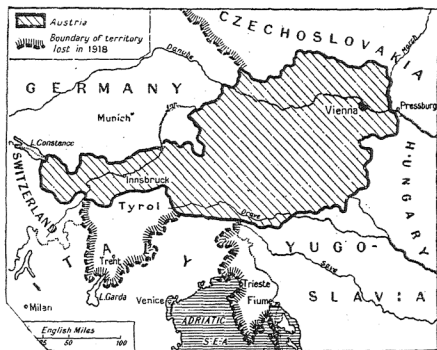 Austria
Boundary of territory
lost in 1918
CZECHOSLOVAKIA
March
Danube
GERMANY
Munich
Inn
Vienna
Pressburg
L.Constance
SWITZERLAND
Innsbruck
HUNGARY
Tyrol
Drave
ITALY
Trent
YUGO-
SLAVIA
Save
L.Garda
Trieste
Venice
Fiume
Milan
ADRIATIC
SEA
English Miles
25 50 100